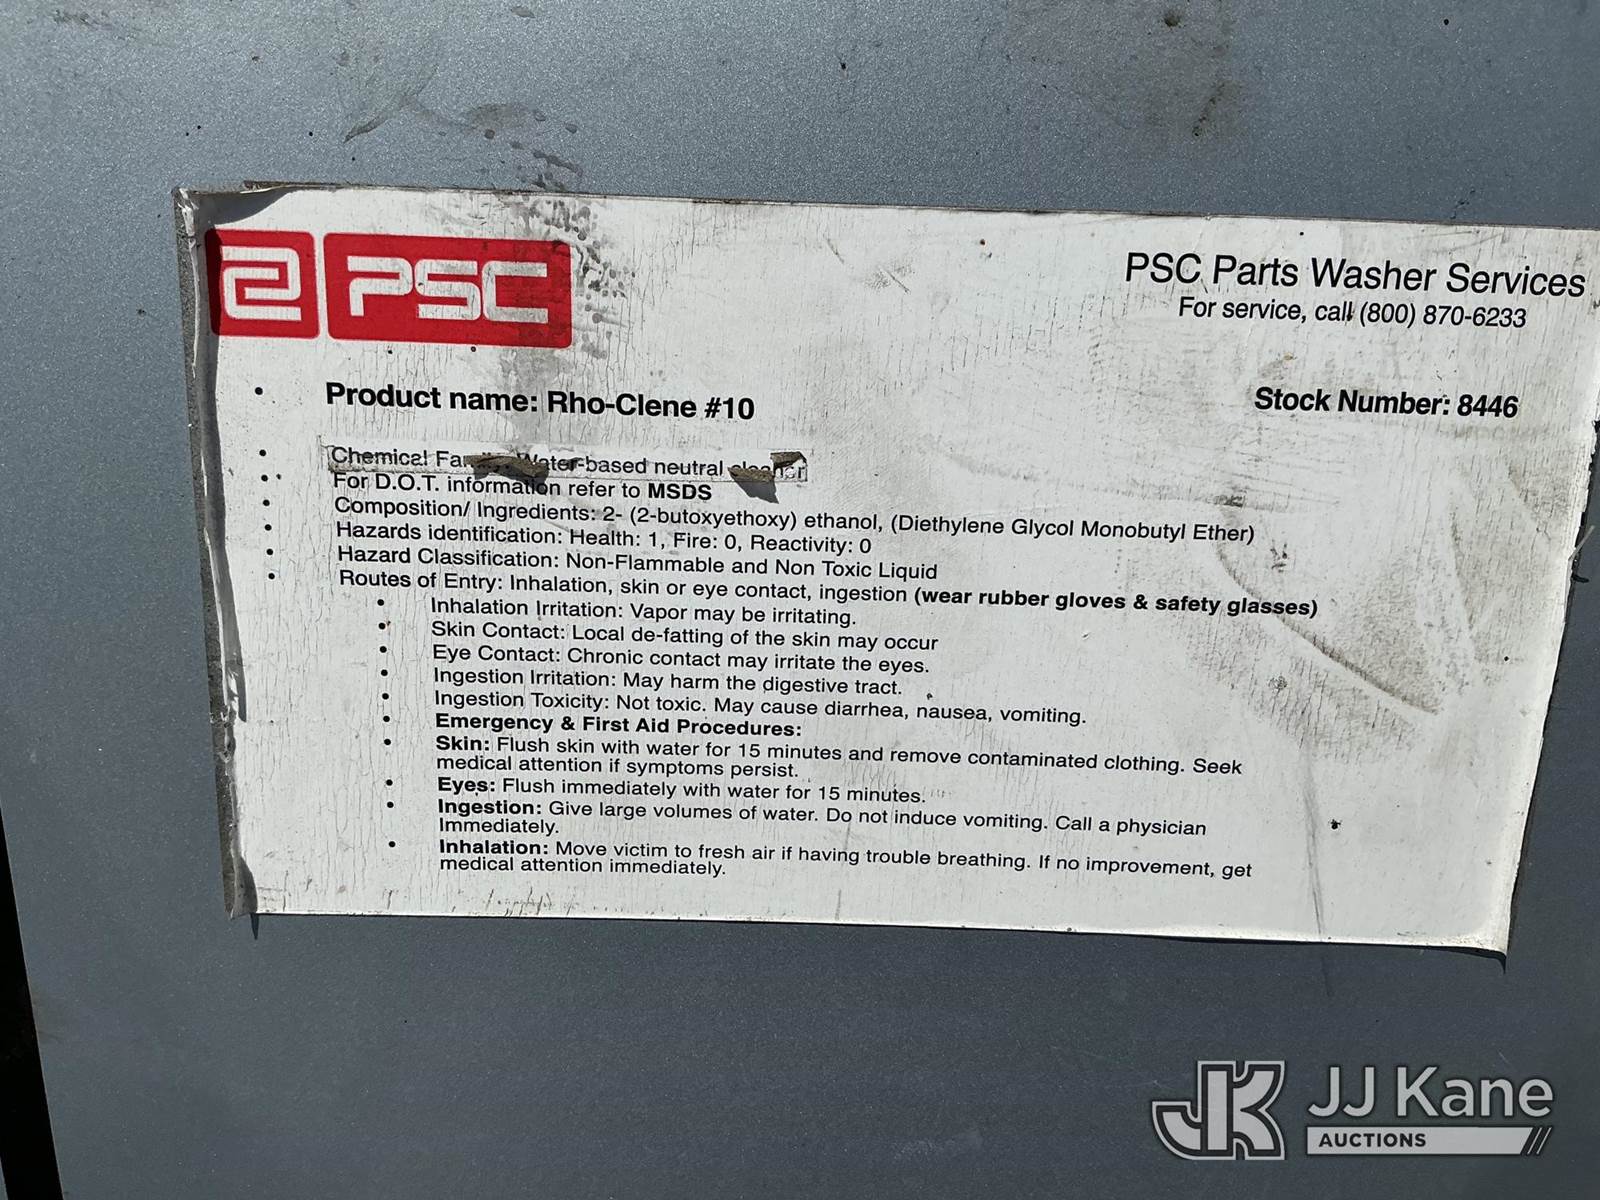 PSC
PSC Parts Washer Services
For service, call (800) 870-6233
• Product name: Rho-Clene #10
Stock Number: 8446
• Chemical Family: Water-based neutral cleaner
• For D.O.T. information refer to MSDS
• Composition/ Ingredients: 2- (2-butoxyethoxy) ethanol, (Diethylene Glycol Monobutyl Ether)
• Hazards identification: Health: 1, Fire: 0, Reactivity: 0
• Hazard Classification: Non-Flammable and Non Toxic Liquid
• Routes of Entry: Inhalation, skin or eye contact, ingestion (wear rubber gloves & safety glasses)
• Inhalation Irritation: Vapor may be irritating.
• Skin Contact: Local de-fatting of the skin may occur
• Eye Contact: Chronic contact may irritate the eyes.
• Ingestion Irritation: May harm the digestive tract.
• Ingestion Toxicity: Not toxic. May cause diarrhea, nausea, vomiting.
• Emergency & First Aid Procedures:
• Skin: Flush skin with water for 15 minutes and remove contaminated clothing. Seek
medical attention if symptoms persist.
• Eyes: Flush immediately with water for 15 minutes.
• Ingestion: Give large volumes of water. Do not induce vomiting. Call a physician
Immediately.
• Inhalation: Move victim to fresh air if having trouble breathing. If no improvement, get
medical attention immediately.
JK JJ Kane
AUCTIONS